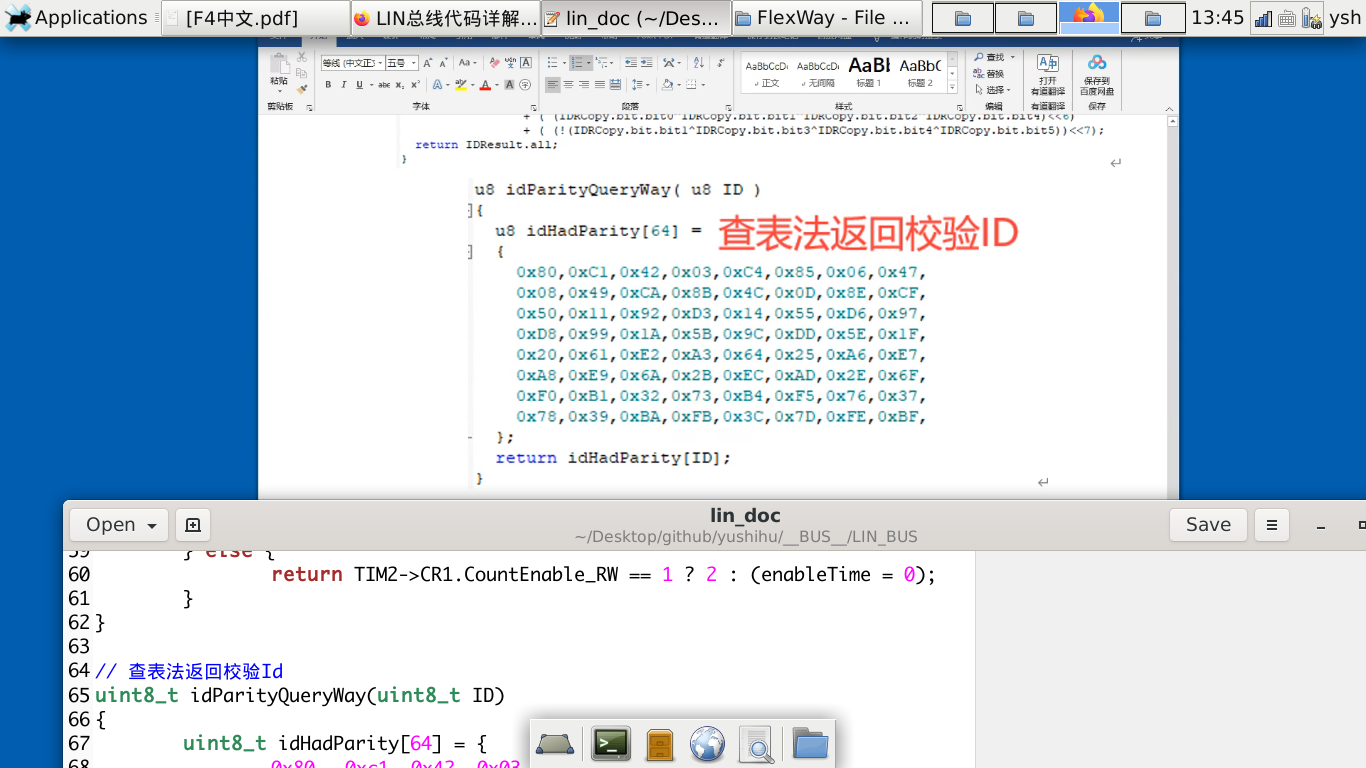 Applications
[F4中文.pdf]
LIN总线代码详解...
lin_doc (~/Des...
FlexWay - File ...
13:45
ysh
等线 (中文正) 五号 A A Aa
查找
粘贴
B I U abc x₂ x² A A A
AaBbCcDc AaBbCcDc AaBl AaBbC
正文 无间隔 标题 1 标题 2
替换
选择
打开
有道翻译
保存到
百度网盘
剪贴板 字体 段落 样式 编辑 有道翻译 保存
+ ( (IDRCopy.bit.bit0^IDRCopy.bit.bit1^IDRCopy.bit.bit2^IDRCopy.bit.bit4)<<6)
+ ( (!(IDRCopy.bit.bit1^IDRCopy.bit.bit3^IDRCopy.bit.bit4^IDRCopy.bit.bit5))<<7);
return IDResult.all;
}
u8 idParityQueryWay( u8 ID )
{
u8 idHadParity[64] =
查表法返回校验ID
{
0x80,0xC1,0x42,0x03,0xC4,0x85,0x06,0x47,
0x08,0x49,0xCA,0x8B,0x4C,0x0D,0x8E,0xCF,
0x50,0x11,0x92,0xD3,0x14,0x55,0xD6,0x97,
0xD8,0x99,0x1A,0x5B,0x9C,0xDD,0x5E,0x1F,
0x20,0x61,0xE2,0xA3,0x64,0x25,0xA6,0xE7,
0xA8,0xE9,0x6A,0x2B,0xEC,0xAD,0x2E,0x6F,
0xF0,0xB1,0x32,0x73,0xB4,0xF5,0x76,0x37,
0x78,0x39,0xBA,0xFB,0x3C,0x7D,0xFE,0xBF,
};
return idHadParity[ID];
}
Open
lin_doc
~/Desktop/github/yushihu/__BUS__/LIN_BUS
Save
59 } else {
60 return TIM2->CR1.CountEnable_RW == 1 ? 2 : (enableTime = 0);
61 }
62 }
63
64 // 查表法返回校验Id
65 uint8_t idParityQueryWay(uint8_t ID)
66 {
67 uint8_t idHadParity[64] = {
68 0x80, 0xc1, 0x42, 0x03